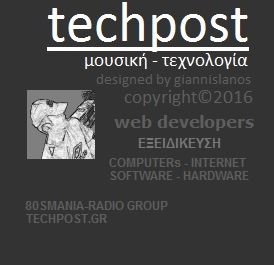 techpost
μουσική - τεχνολογία
designed by giannislanos
copyright©2016
web developers
ΕΞΕΙΔΙΚΕΥΣΗ
COMPUTERs - INTERNET
SOFTWARE - HARDWARE
80SMANIA-RADIO GROUP
TECHPOST.GR